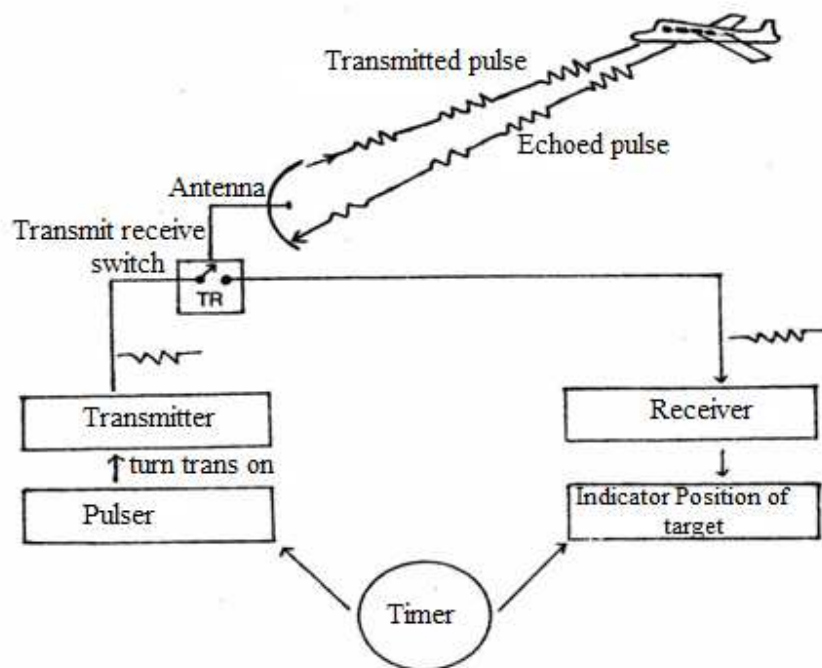 Transmitted pulse
Echoed pulse
Antenna
Transmit receive
switch
TR
Transmitter
Receiver
turn trans on
Pulser
Indicator Position of
target
Timer